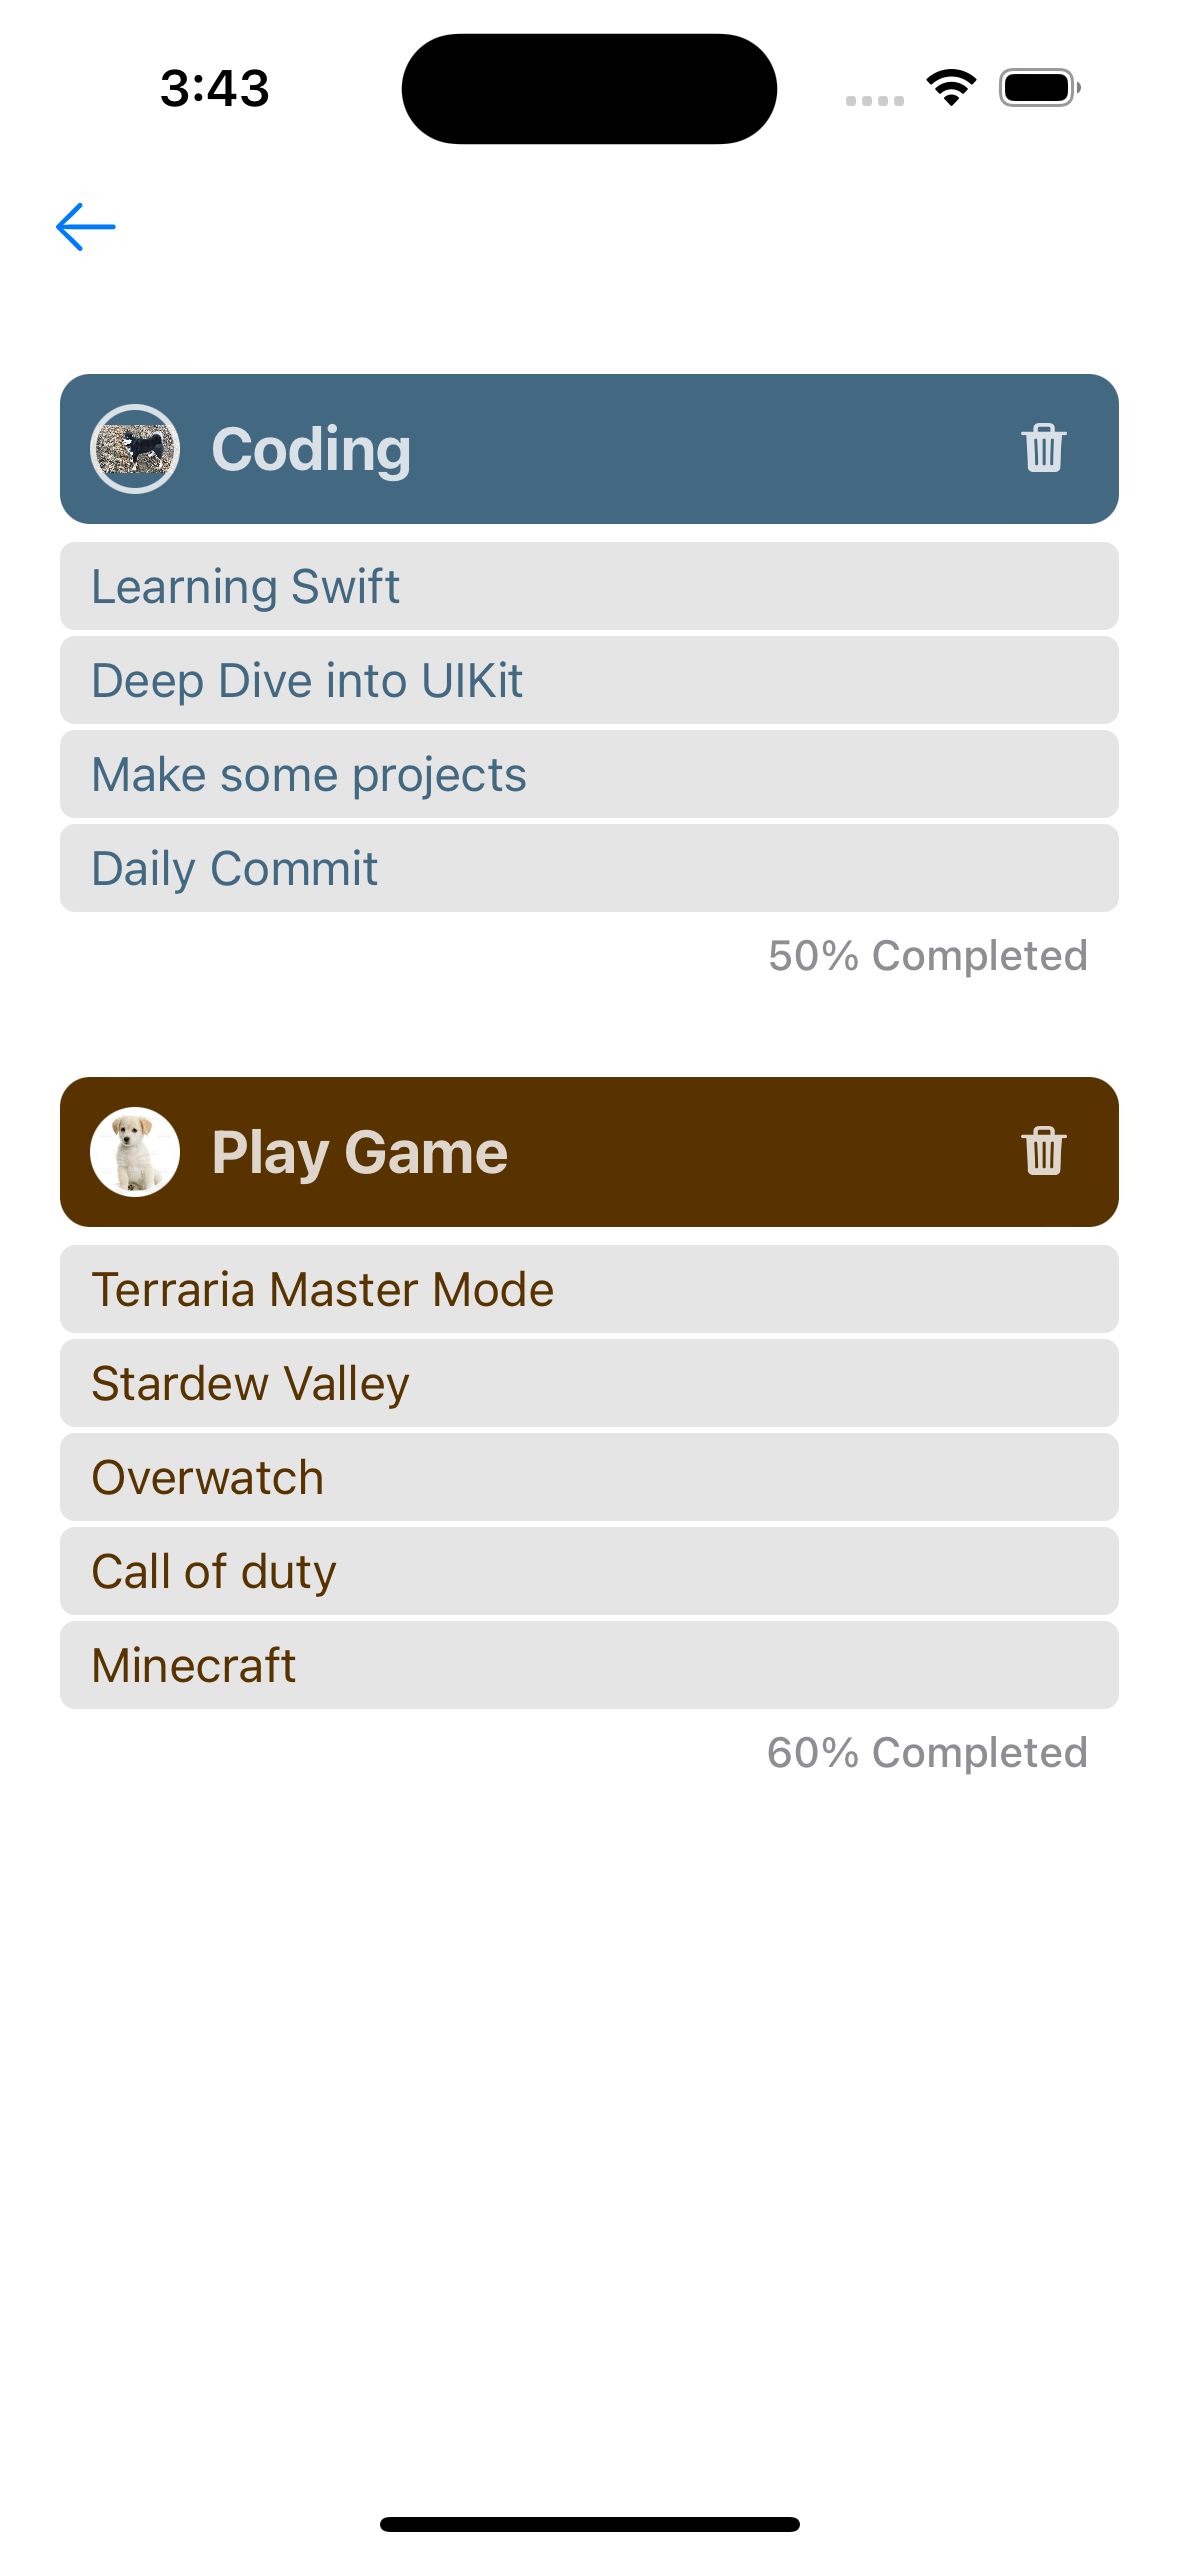 3:43
Coding
Learning Swift
Deep Dive into UIKit
Make some projects
Daily Commit
50% Completed
Play Game
Terraria Master Mode
Stardew Valley
Overwatch
Call of duty
Minecraft
60% Completed